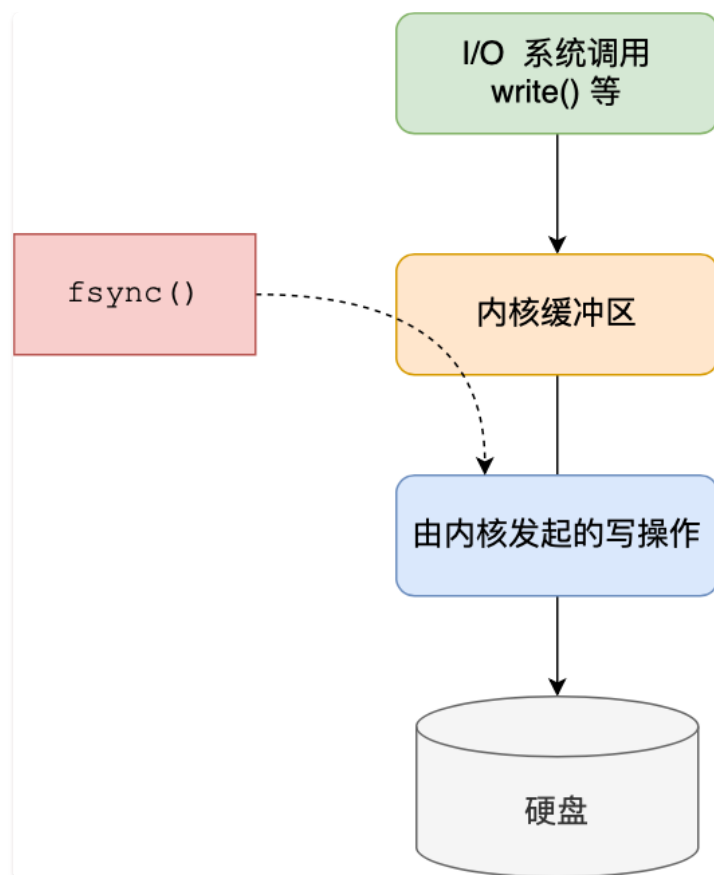 I/O 系统调用
write() 等
fsync()
内核缓冲区
由内核发起的写操作
硬盘